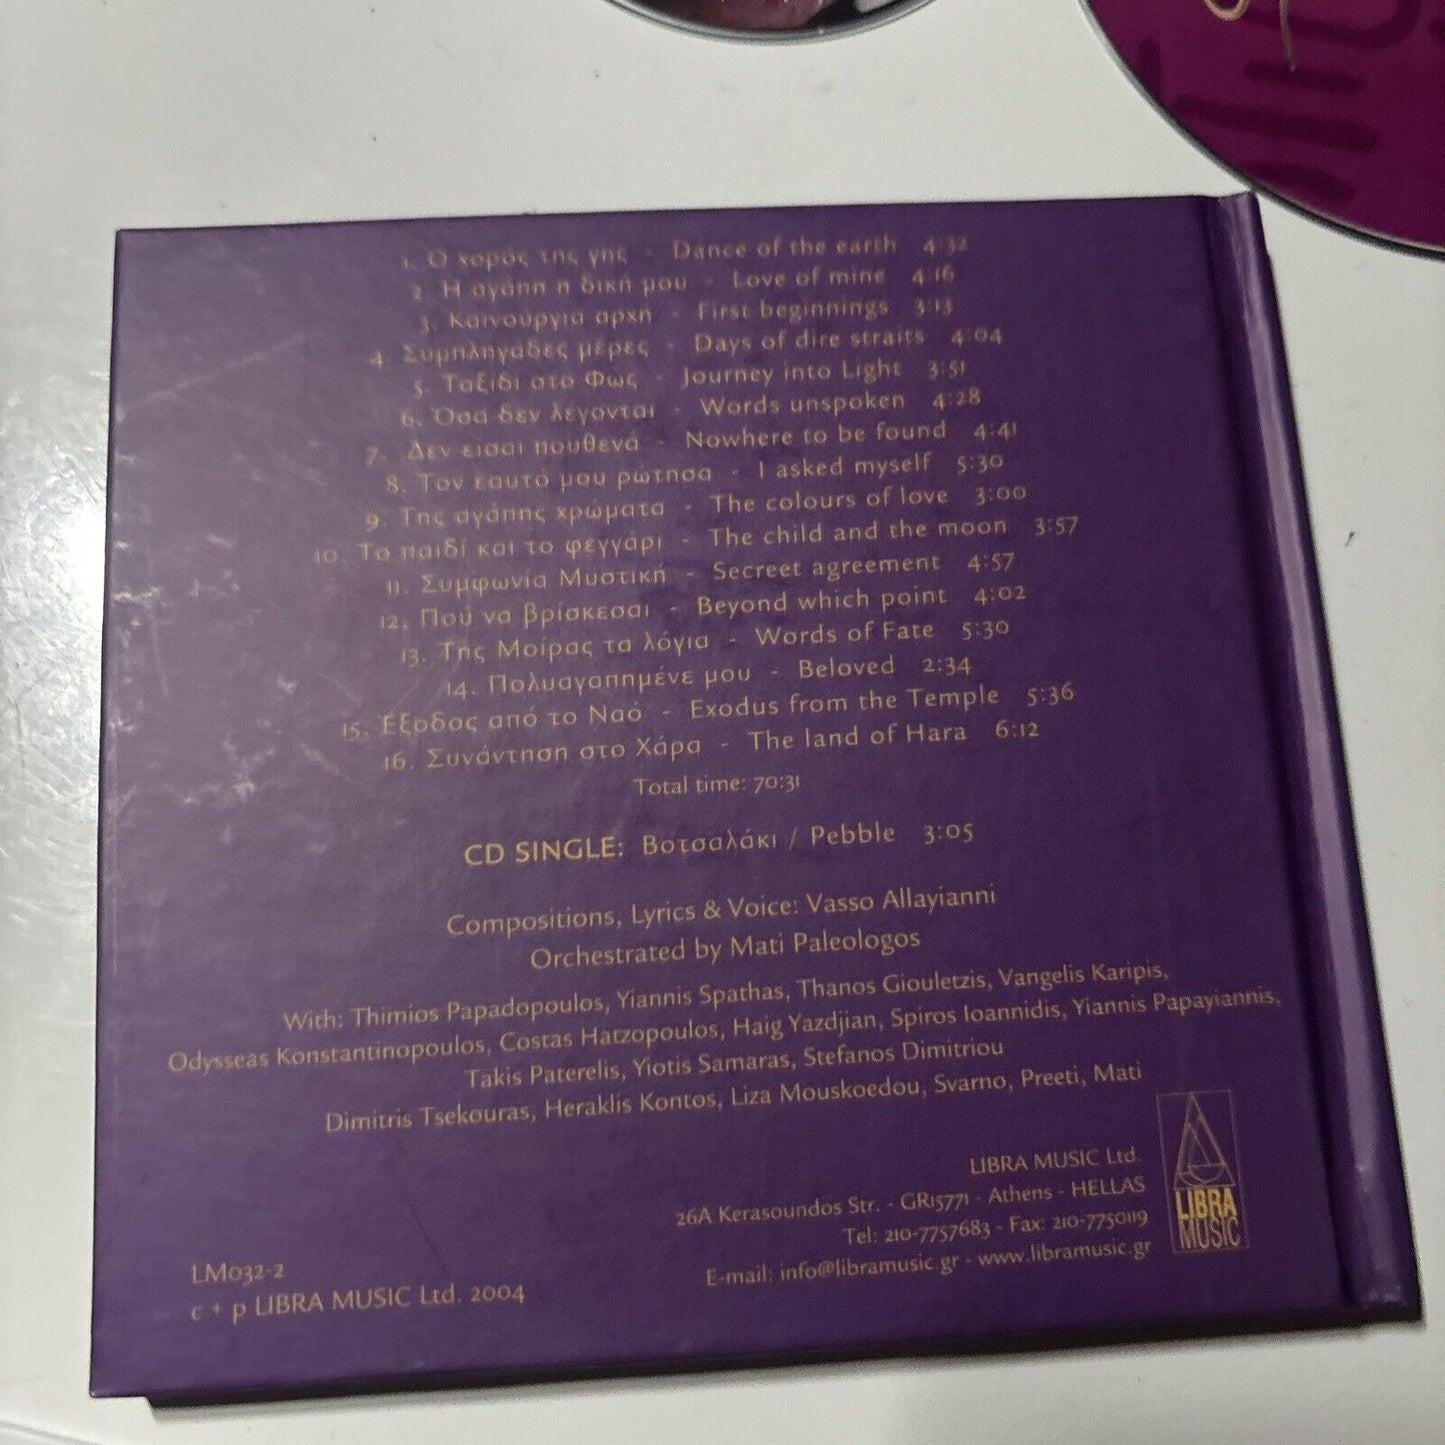 1. Ο χορός της γης - Dance of the earth 4:32
2. Η αγάπη η δική μου - Love of mine 4:16
3. Καινούργια αρχή - First beginnings 3:13
4. Συμπληγάδες μέρες - Days of dire straits 4:04
5. Ταξίδι στο Φως - Journey into Light 3:51
6. Όσα δεν λέγονται - Words unspoken 4:28
7. Δεν είσαι πουθενά - Nowhere to be found 4:41
8. Τον εαυτό μου ρώτησα - I asked myself 5:30
9. Της αγάπης χρώματα - The colours of love 3:00
10. Το παιδί και το φεγγάρι - The child and the moon 3:57
11. Συμφωνία Μυστική - Secreet agreement 4:57
12. Πού να βρίσκεσαι - Beyond which point 4:02
13. Της Μοίρας τα λόγια - Words of Fate 5:30
14. Πολυαγαπημένε μου - Beloved 2:34
15. Έξοδος από το Ναό - Exodus from the Temple 5:36
16. Συνάντηση στο Χάρα - The land of Hara 6:12
Total time: 70:31
CD SINGLE: Βοτσαλάκι / Pebble 3:05
Compositions, Lyrics & Voice: Vasso Allayianni
Orchestrated by Mati Paleologos
With: Thimios Papadopoulos, Yiannis Spathas, Thanos Giouletzis, Vangelis Karipis,
Odysseas Konstantinopoulos, Costas Hatzopoulos, Haig Yazdjian, Spiros Ioannidis, Yiannis Papayiannis,
Takis Paterelis, Yiotis Samaras, Stefanos Dimitriou
Dimitris Tsekouras, Heraklis Kontos, Liza Mouskoedou, Svarno, Preeti, Mati
LIBRA MUSIC Ltd.
26A Kerasoundos Str. - GR15771 - Athens - HELLAS
Tel: 210-7757683 - Fax: 210-7750119
E-mail: info@libramusic.gr - www.libramusic.gr
LIBRA
MUSIC
LM032-2
c + p LIBRA MUSIC Ltd. 2004